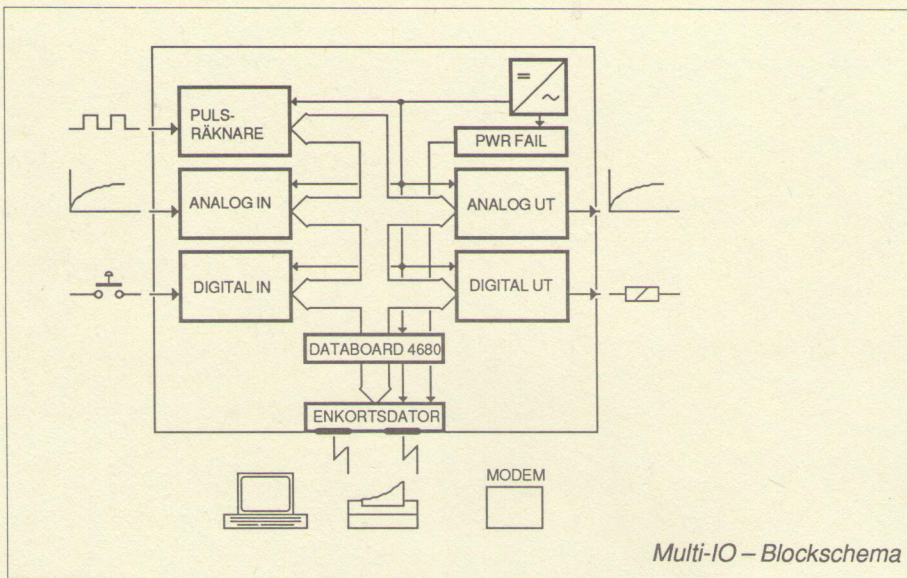 PULS-
RÄKNARE
PWR FAIL
ANALOG IN
ANALOG UT
DIGITAL IN
DIGITAL UT
DATABOARD 4680
ENKORTSDATOR
MODEM
Multi-IO – Blockschema